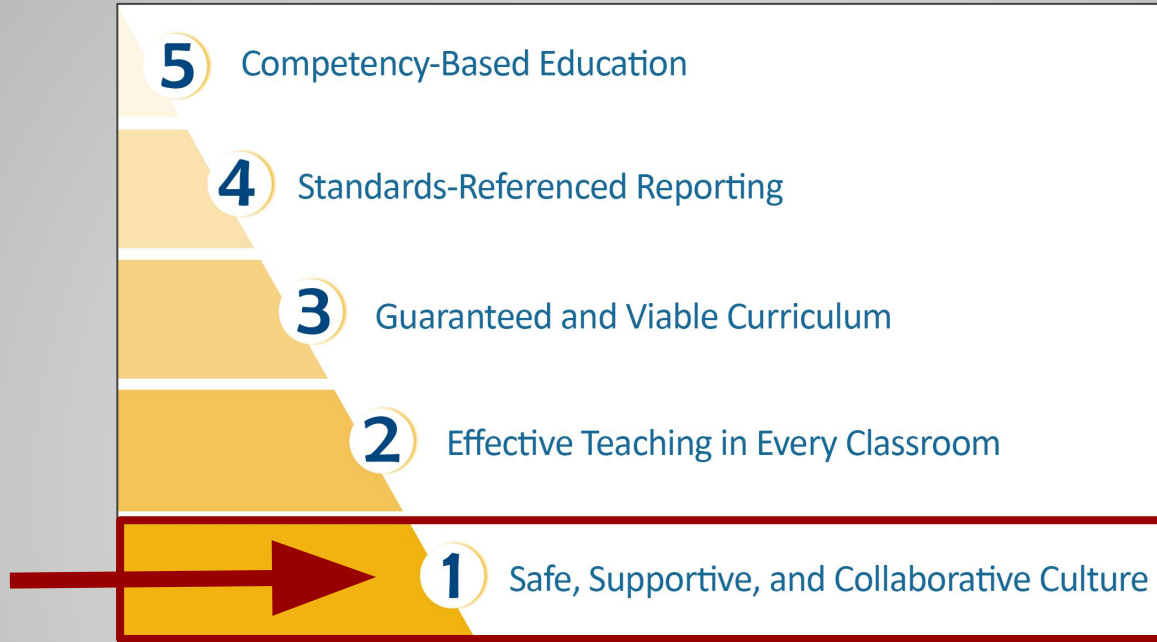 5 Competency-Based Education
4 Standards-Referenced Reporting
3 Guaranteed and Viable Curriculum
2 Effective Teaching in Every Classroom
1 Safe, Supportive, and Collaborative Culture